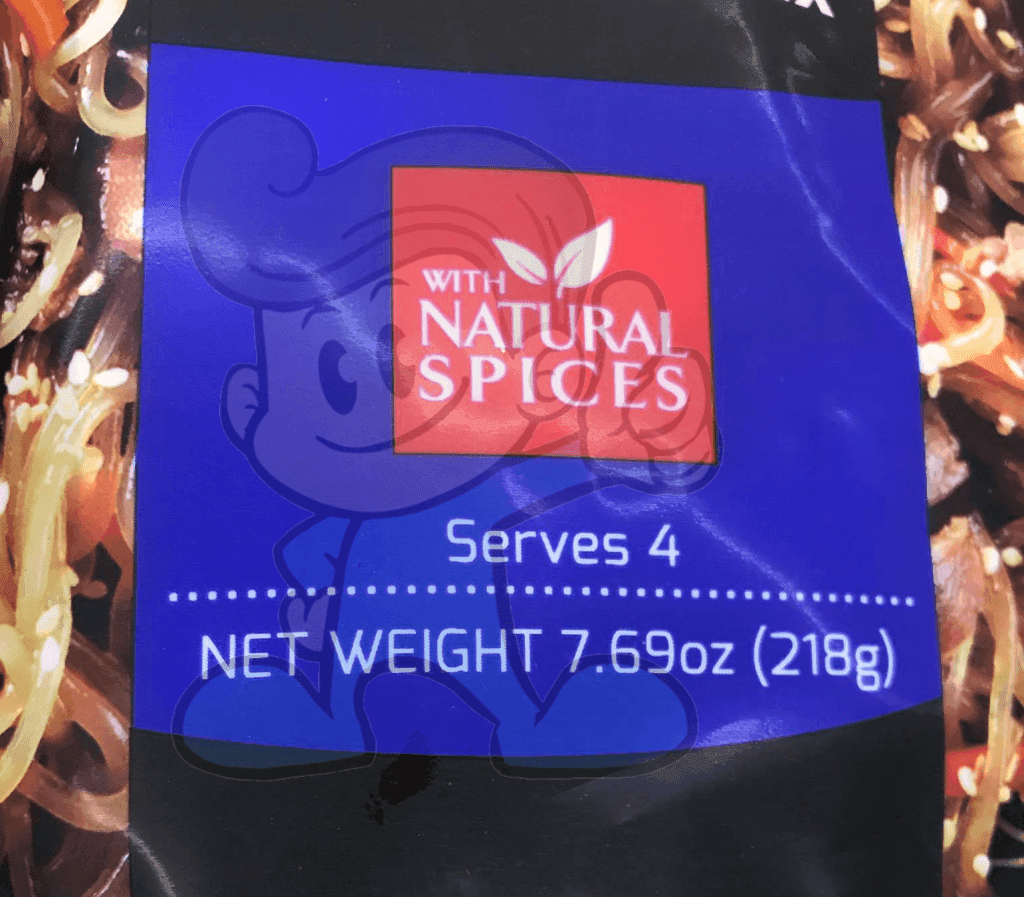 WITH
NATURAL
SPICES
Serves 4
NET WEIGHT 7.69oz (218g)